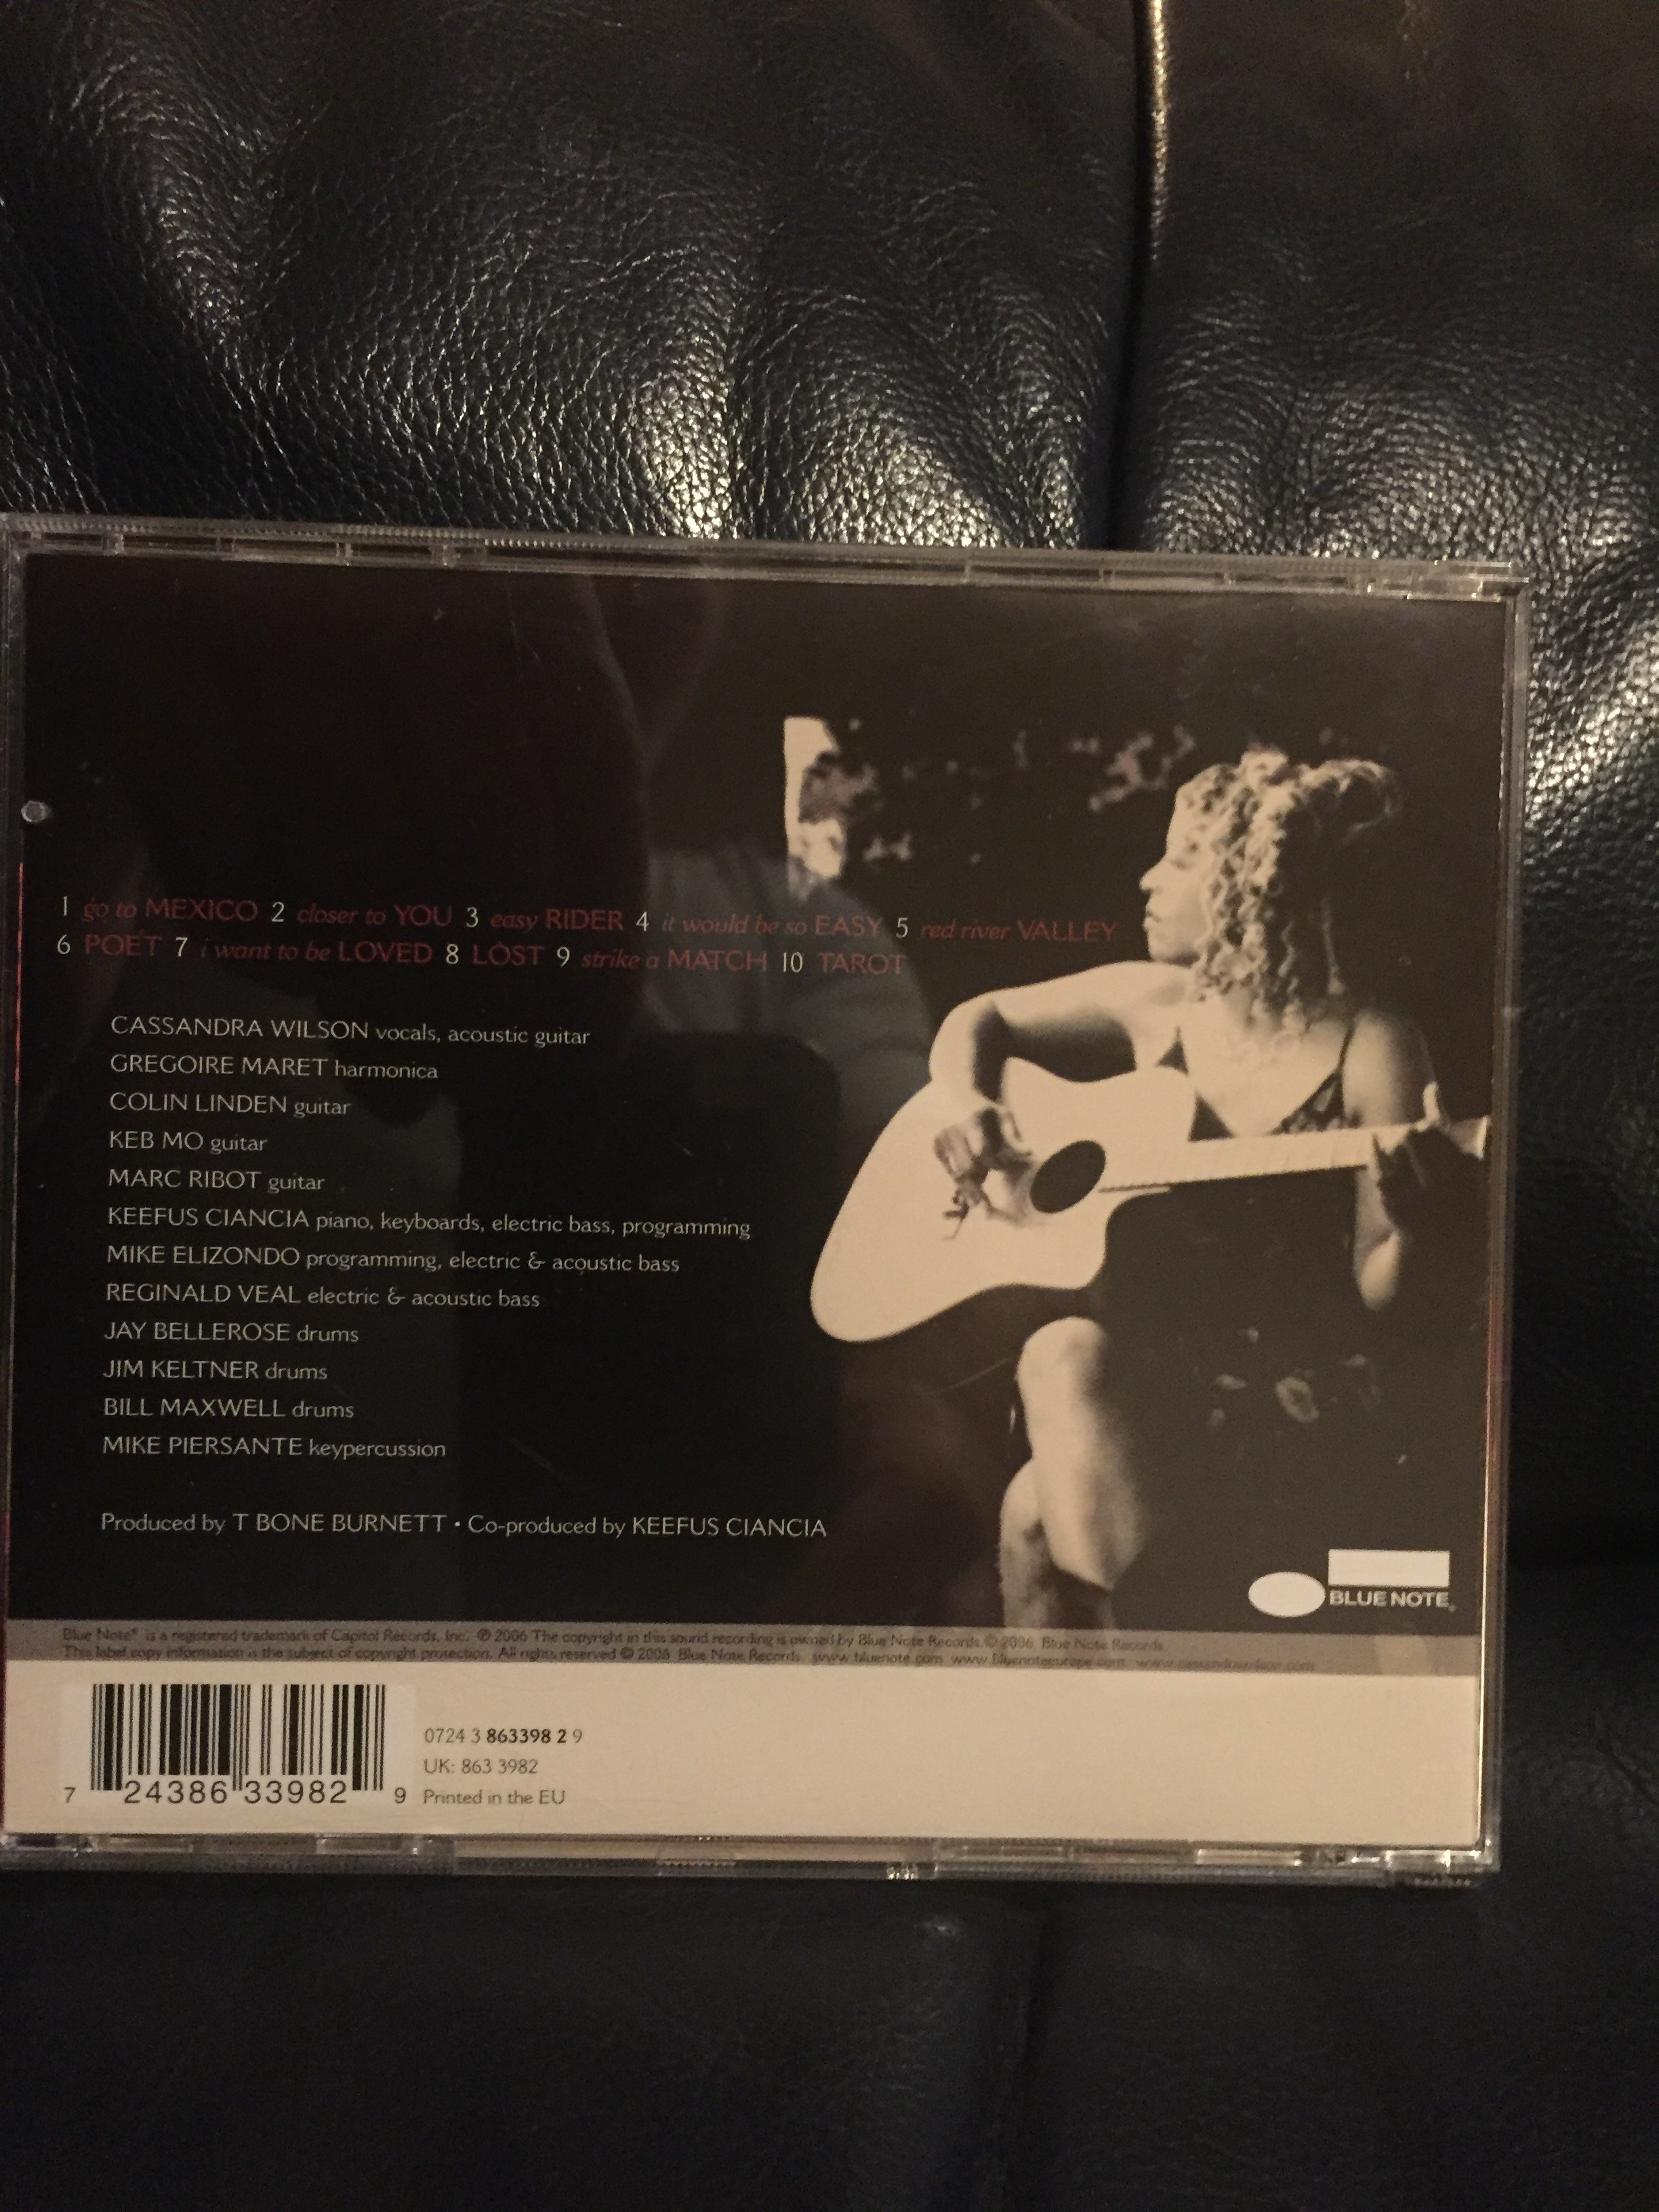 1 go to MEXICO 2 closer to YOU 3 easy RIDER 4 it would be so EASY 5 red river VALLEY
6 POET 7 i want to be LOVED 8 LOST 9 strike a MATCH 10 TAROT
CASSANDRA WILSON vocals, acoustic guitar
GREGOIRE MARET harmonica
COLIN LINDEN guitar
KEB MO guitar
MARC RIBOT guitar
KEEFUS CIANCIA piano, keyboards, electric bass, programming
MIKE ELIZONDO programming, electric & acoustic bass
REGINALD VEAL electric & acoustic bass
JAY BELLEROSE drums
JIM KELTNER drums
BILL MAXWELL drums
MIKE PIERSANTE keypercussion
Produced by T BONE BURNETT • Co-produced by KEEFUS CIANCIA
BLUE NOTE®
Blue Note® is a registered trademark of Capitol Records, Inc. ℗ 2006 The copyright in this sound recording is owned by Blue Note Records © 2006 Blue Note Records
This label copy information is the subject of copyright protection. All rights reserved © 2006 Blue Note Records www.bluenote.com www.bluenoteeurope.com www.cassandrawilson.com
0724 3 863398 2 9
UK: 863 3982
Printed in the EU
7 24386 33982 9